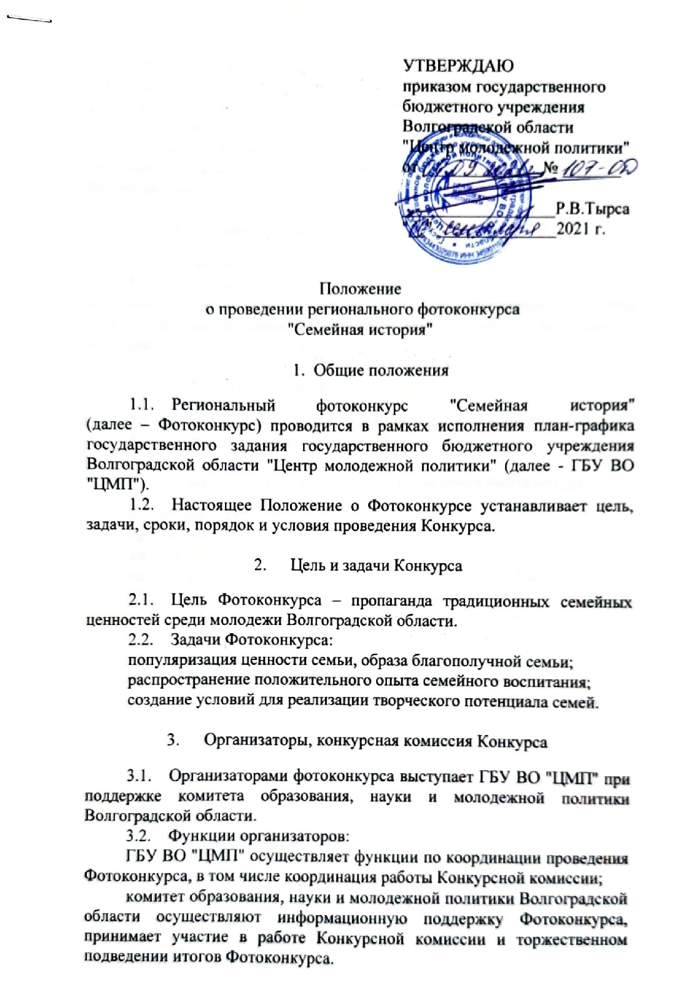 УТВЕРЖДАЮ
приказом государственного
бюджетного учреждения
Волгоградской области
"Центр молодежной политики"
от 09.2021г. № 107-ОД
Р.В.Тырса
сентября 2021 г.
Положение
о проведении регионального фотоконкурса
"Семейная история"
1. Общие положения
1.1. Региональный фотоконкурс "Семейная история"
(далее – Фотоконкурс) проводится в рамках исполнения план-графика
государственного задания государственного бюджетного учреждения
Волгоградской области "Центр молодежной политики" (далее - ГБУ ВО
"ЦМП").
1.2. Настоящее Положение о Фотоконкурсе устанавливает цель,
задачи, сроки, порядок и условия проведения Конкурса.
2. Цель и задачи Конкурса
2.1. Цель Фотоконкурса – пропаганда традиционных семейных
ценностей среди молодежи Волгоградской области.
2.2. Задачи Фотоконкурса:
популяризация ценности семьи, образа благополучной семьи;
распространение положительного опыта семейного воспитания;
создание условий для реализации творческого потенциала семей.
3. Организаторы, конкурсная комиссия Конкурса
3.1. Организаторами фотоконкурса выступает ГБУ ВО "ЦМП" при
поддержке комитета образования, науки и молодежной политики
Волгоградской области.
3.2. Функции организаторов:
ГБУ ВО "ЦМП" осуществляет функции по координации проведения
Фотоконкурса, в том числе координация работы Конкурсной комиссии;
комитет образования, науки и молодежной политики Волгоградской
области осуществляют информационную поддержку Фотоконкурса,
принимает участие в работе Конкурсной комиссии и торжественном
подведении итогов Фотоконкурса.